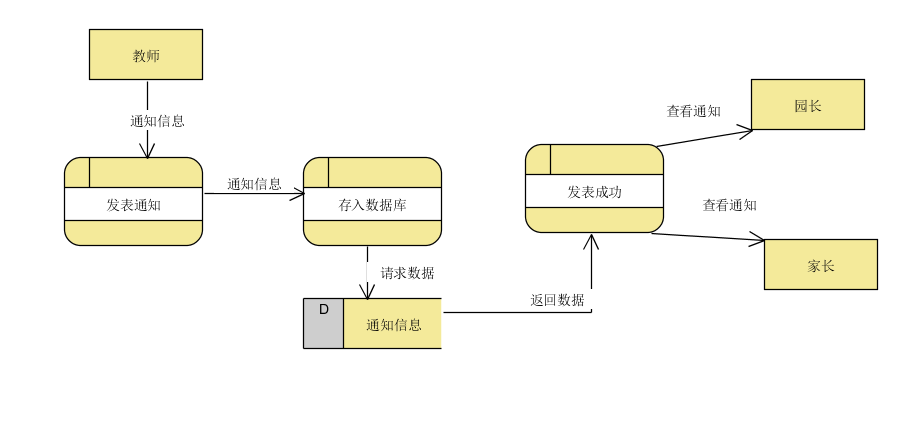 教师
通知信息
发表通知
通知信息
存入数据库
请求数据
D
通知信息
返回数据
发表成功
查看通知
园长
查看通知
家长